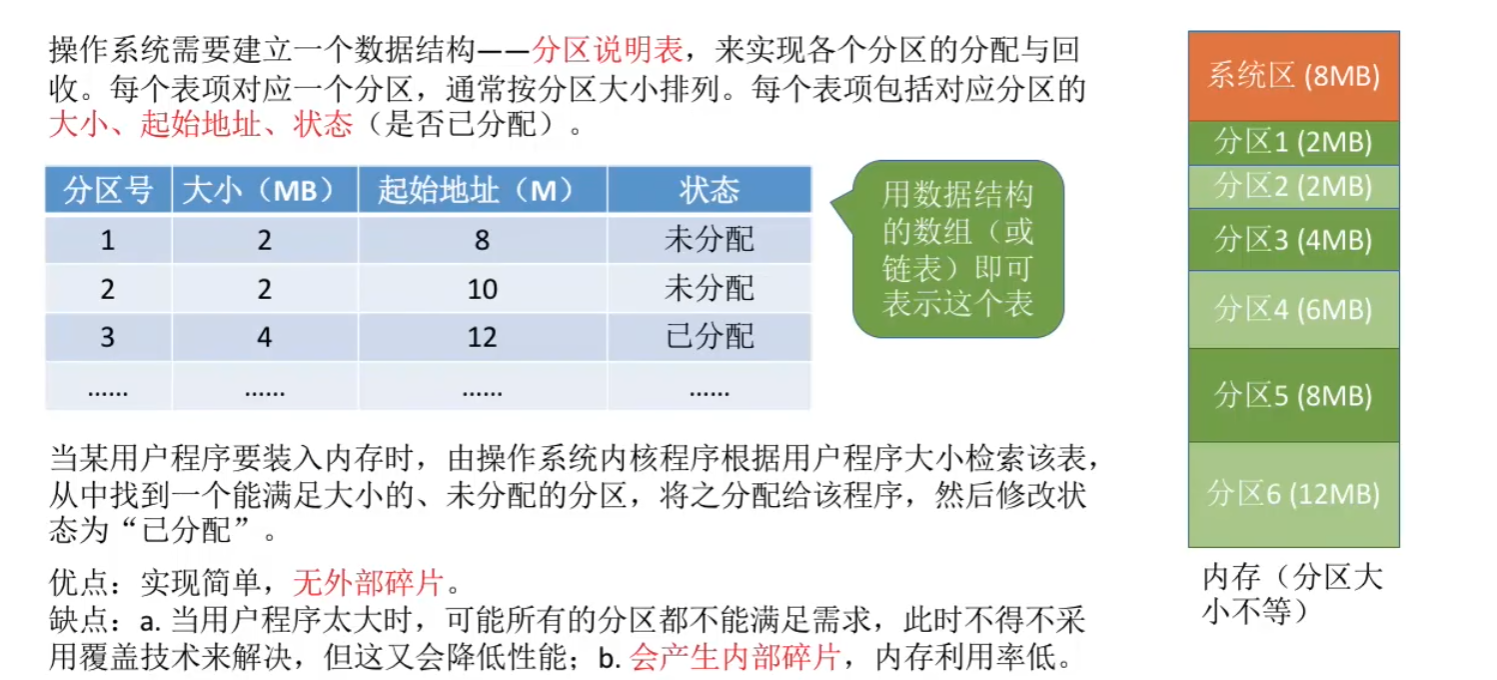 操作系统需要建立一个数据结构——分区说明表，来实现各个分区的分配与回
收。每个表项对应一个分区，通常按分区大小排列。每个表项包括对应分区的
大小、起始地址、状态（是否已分配）。
分区号 大小（MB） 起始地址（M） 状态
1 2 8 未分配
2 2 10 未分配
3 4 12 已分配
...... ...... ...... ......
用数据结构
的数组（或
链表）即可
表示这个表
当某用户程序要装入内存时，由操作系统内核程序根据用户程序大小检索该表，
从中找到一个能满足大小的、未分配的分区，将之分配给该程序，然后修改状
态为“已分配”。
优点：实现简单，无外部碎片。
缺点：a. 当用户程序太大时，可能所有的分区都不能满足需求，此时不得不采
用覆盖技术来解决，但这又会降低性能；b. 会产生内部碎片，内存利用率低。
系统区 (8MB)
分区1 (2MB)
分区2 (2MB)
分区3 (4MB)
分区4 (6MB)
分区5 (8MB)
分区6 (12MB)
内存（分区大
小不等）